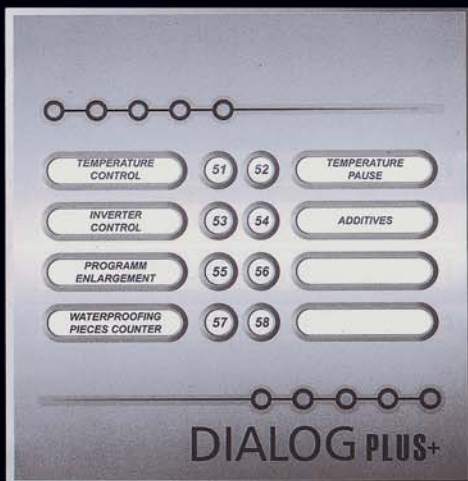 TEMPERATURE
CONTROL
51
52
TEMPERATURE
PAUSE
INVERTER
CONTROL
53
54
ADDITIVES
PROGRAMM
ENLARGEMENT
55
56
WATERPROOFING
PIECES COUNTER
57
58
DIALOG PLUS+